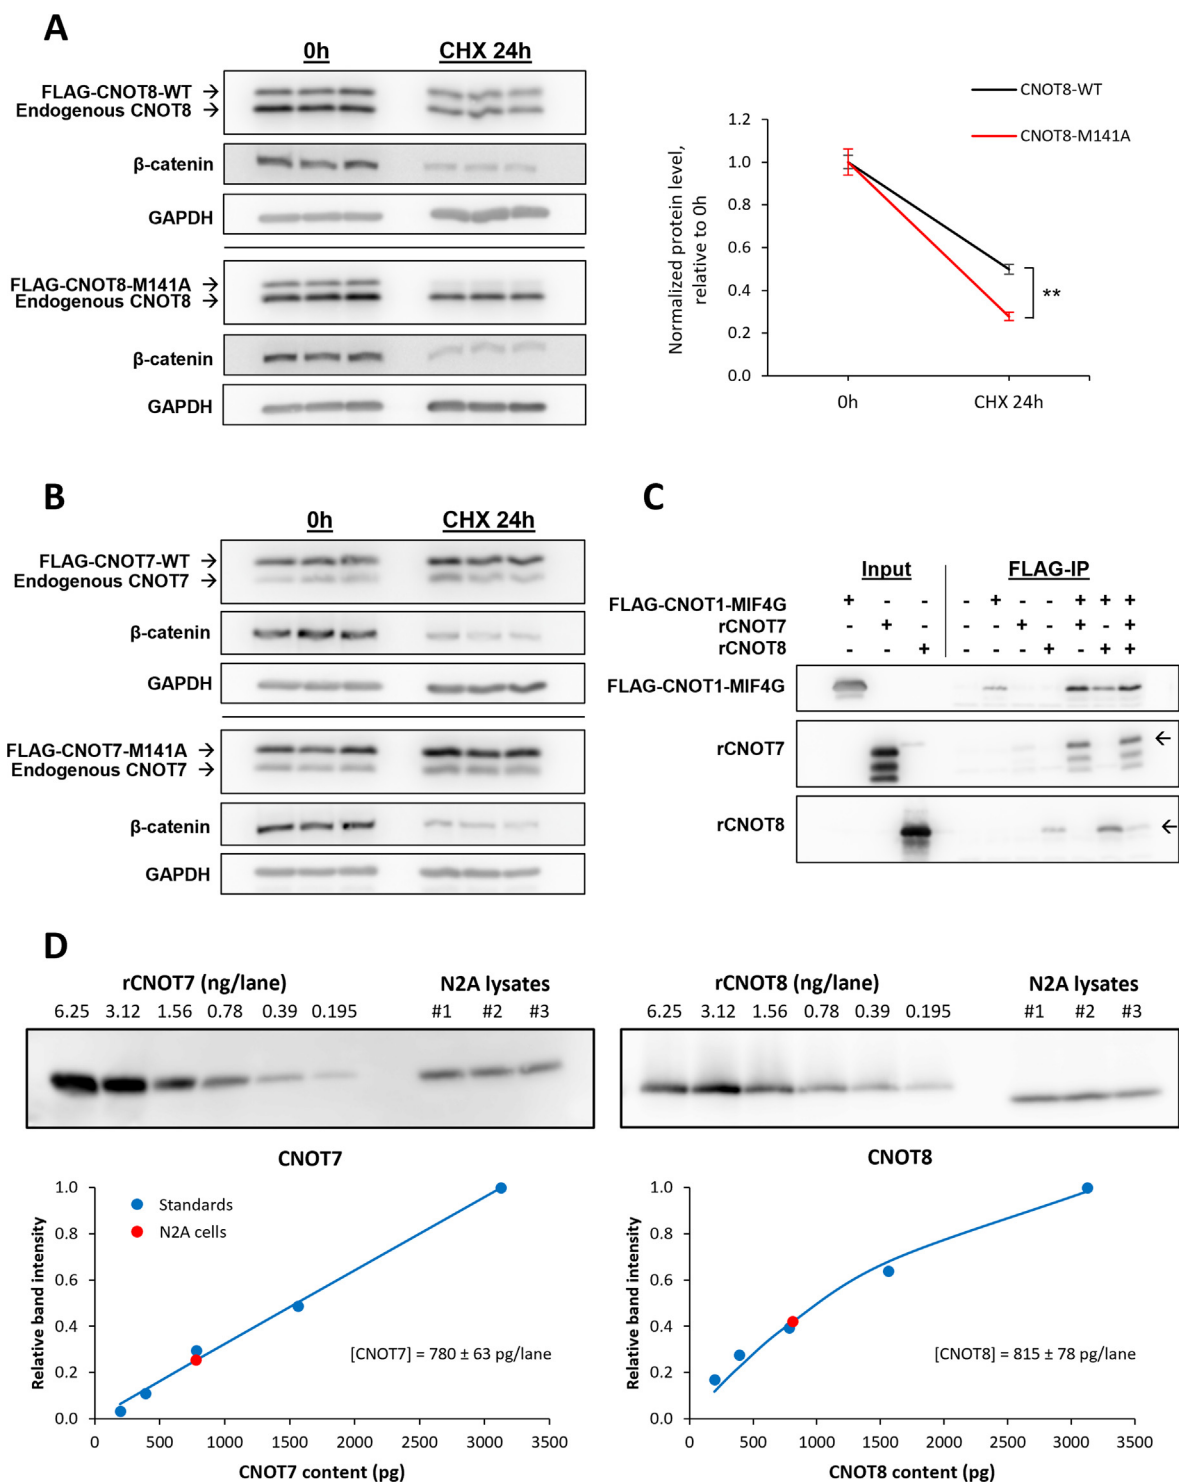 A
0h CHX 24h
FLAG-CNOT8-WT →
Endogenous CNOT8 →
β-catenin
GAPDH
FLAG-CNOT8-M141A →
Endogenous CNOT8 →
β-catenin
GAPDH
CNOT8-WT
CNOT8-M141A
Normalized protein level,
relative to 0h
1.2
1.0
0.8
0.6
0.4
0.2
0.0
**
0h CHX 24h
B
0h CHX 24h
FLAG-CNOT7-WT →
Endogenous CNOT7 →
β-catenin
GAPDH
FLAG-CNOT7-M141A →
Endogenous CNOT7 →
β-catenin
GAPDH
C
Input FLAG-IP
FLAG-CNOT1-MIF4G + - - - + - - + + +
rCNOT7 - + - - - + - + - +
rCNOT8 - - + - - - + - + +
FLAG-CNOT1-MIF4G
rCNOT7 ←
rCNOT8 ←
D
rCNOT7 (ng/lane) N2A lysates
6.25 3.12 1.56 0.78 0.39 0.195 #1 #2 #3
CNOT7
Relative band intensity
1.0
0.8
0.6
0.4
0.2
0.0
Standards
N2A cells
[CNOT7] = 780 ± 63 pg/lane
0 500 1000 1500 2000 2500 3000 3500
CNOT7 content (pg)
rCNOT8 (ng/lane) N2A lysates
6.25 3.12 1.56 0.78 0.39 0.195 #1 #2 #3
CNOT8
Relative band intensity
1.0
0.8
0.6
0.4
0.2
0.0
[CNOT8] = 815 ± 78 pg/lane
0 500 1000 1500 2000 2500 3000 3500
CNOT8 content (pg)